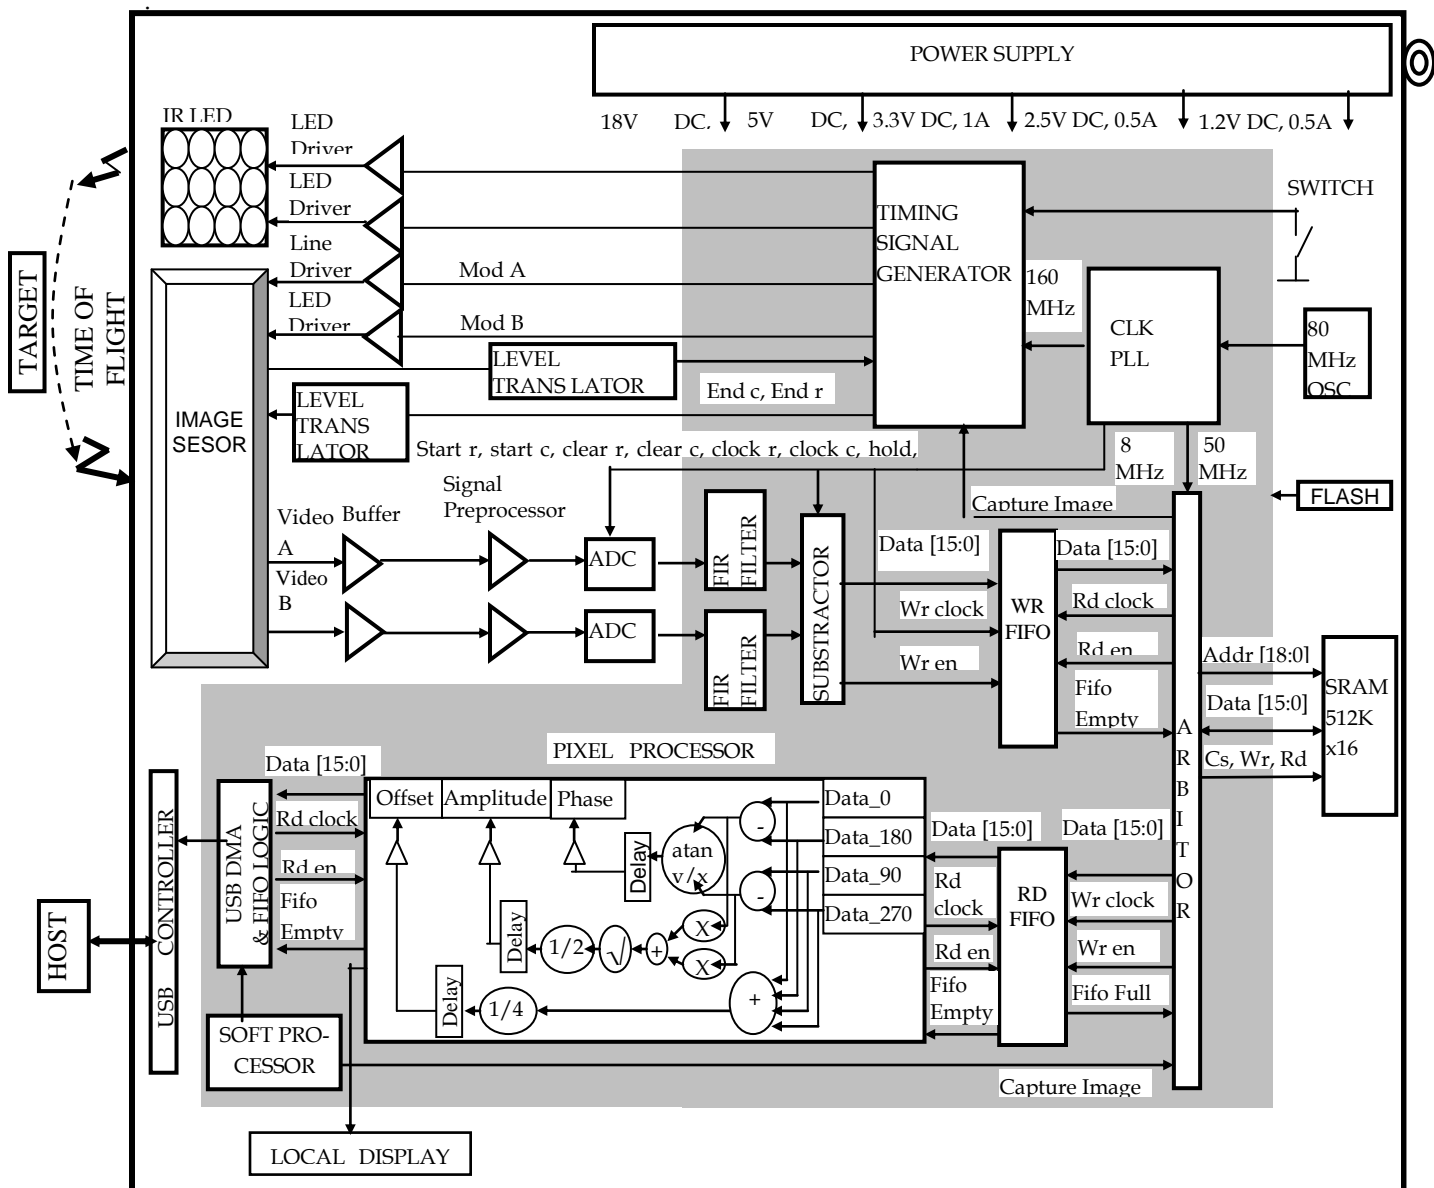 POWER SUPPLY
18V DC, 5V DC, 3.3V DC, 1A 2.5V DC, 0.5A 1.2V DC, 0.5A
IR LED
LED
Driver
LED
Driver
Line
Driver
LED
Driver
Mod A
Mod B
TIMING
SIGNAL
GENERATOR
SWITCH
160
MHz
CLK
PLL
80
MHz
OSC
TARGET
TIME OF
FLIGHT
IMAGE
SESOR
LEVEL
TRANS LATOR
LEVEL
TRANS
LATOR
End c, End r
Start r, start c, clear r, clear c, clock r, clock c, hold,
8
MHz
50
MHz
FLASH
Capture Image
Video
A
Video
B
Buffer
Signal
Preprocessor
ADC
ADC
FIR
FILTER
FIR
FILTER
SUBSTRACTOR
Data [15:0]
Wr clock
Wr en
WR
FIFO
Data [15:0]
Rd clock
Rd en
Fifo
Empty
ARBITOR
Addr [18:0]
Data [15:0]
Cs, Wr, Rd
SRAM
512K
x16
PIXEL PROCESSOR
HOST
USB CONTROLLER
USB DMA
& FIFO LOGIC
Data [15:0]
Rd clock
Rd en
Fifo
Empty
Offset
Amplitude
Phase
Data_0
Data_180
Data_90
Data_270
-
-
atan
v/x
Delay
X
X
+
√
1/2
Delay
+
1/4
Delay
Data [15:0]
Rd
clock
Rd en
Fifo
Empty
RD
FIFO
Data [15:0]
Wr clock
Wr en
Fifo Full
SOFT PRO-
CESSOR
Capture Image
LOCAL DISPLAY